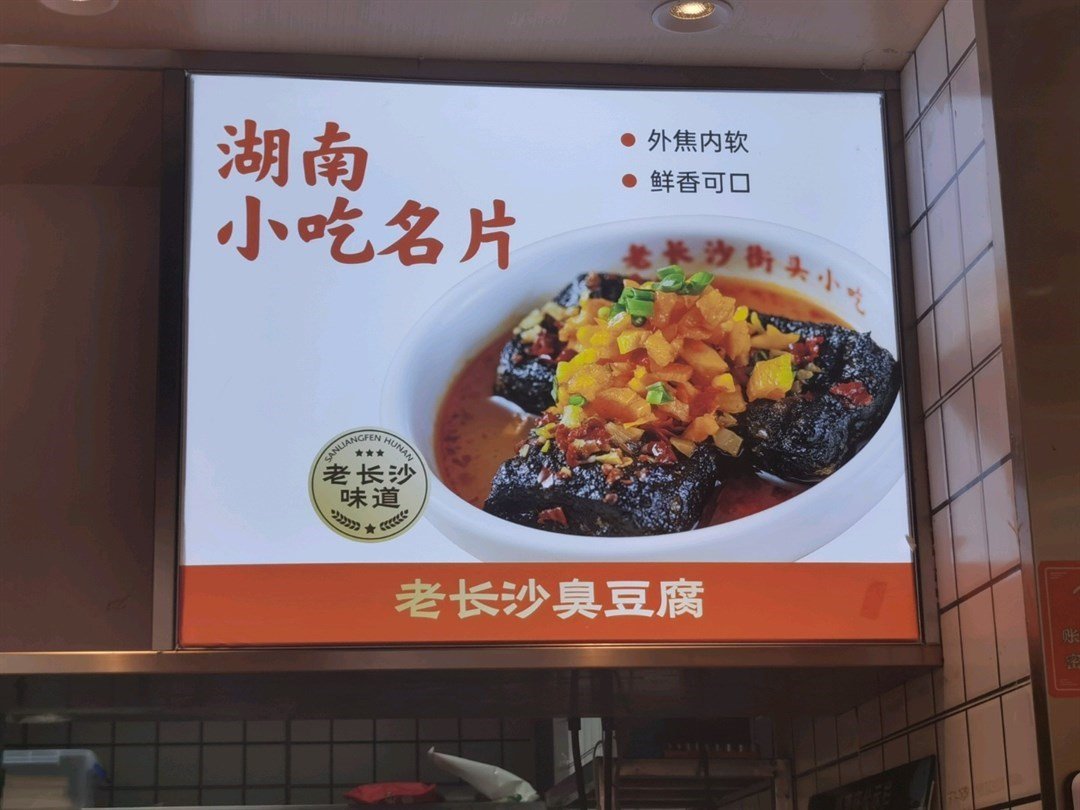 湖南
小吃名片
外焦内软
鲜香可口
老长沙街头小吃
SANLIANGFEN HUNAN
老长沙
味道
老长沙臭豆腐